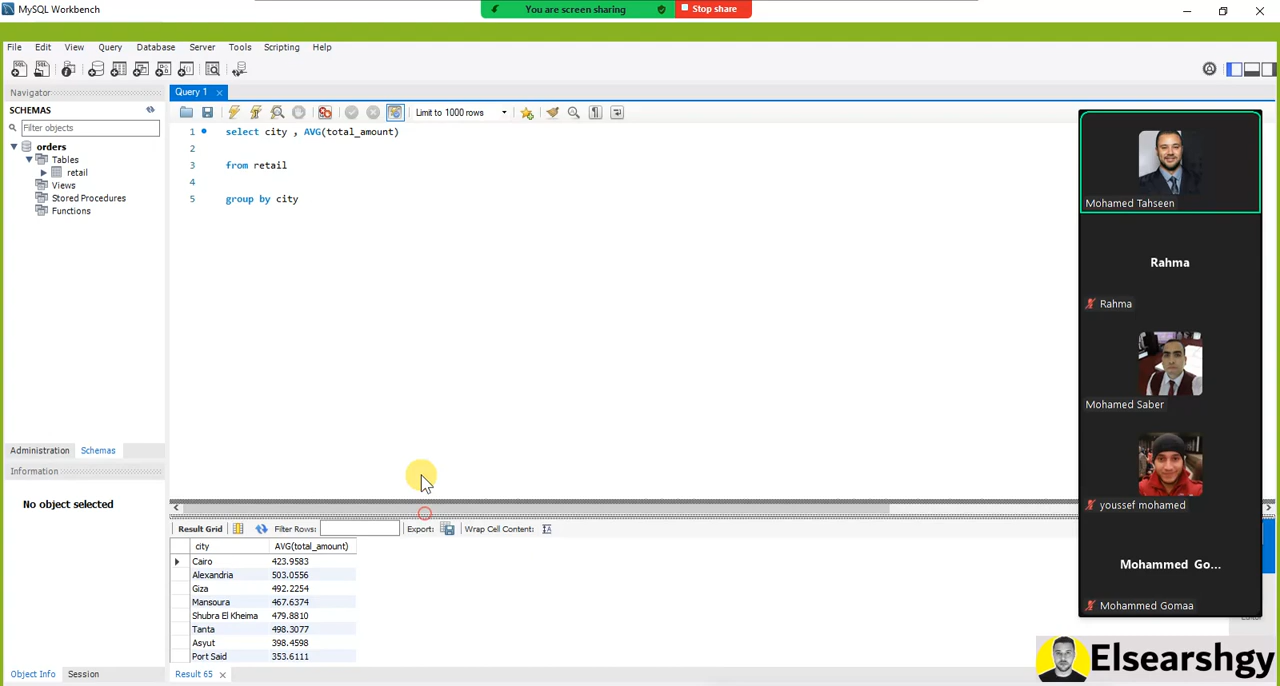 MySQL Workbench
You are screen sharing
Stop share
File Edit View Query Database Server Tools Scripting Help
Navigator
SCHEMAS
Filter objects
orders
Tables
retail
Views
Stored Procedures
Functions
Administration Schemas
Information
No object selected
Object Info Session
Query 1
Limit to 1000 rows
1 select city , AVG(total_amount)
2
3 from retail
4
5 group by city
Result Grid Filter Rows: Export: Wrap Cell Content:
city AVG(total_amount)
Cairo 423.9583
Alexandria 503.0556
Giza 492.2254
Mansoura 467.6374
Shubra El Kheima 479.8810
Tanta 498.3077
Asyut 398.4598
Port Said 353.6111
Result 65
Mohamed Tahseen
Rahma
Rahma
Mohamed Saber
youssef mohamed
Mohammed Go...
Mohammed Gomaa
Elsearshgy